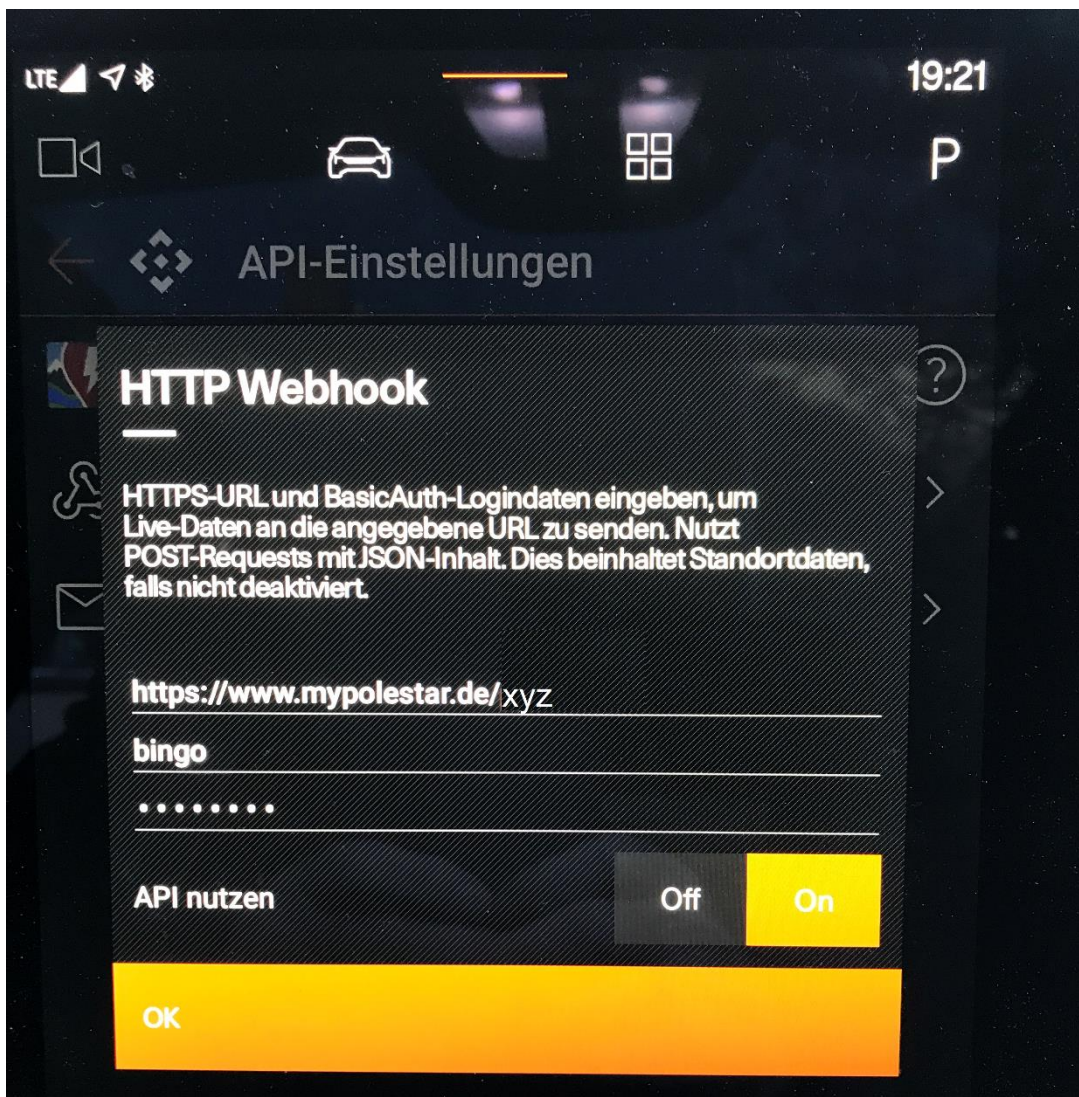 LTE 19:21
P
API-Einstellungen
?
HTTP Webhook
HTTPS-URL und BasicAuth-Logindaten eingeben, um
Live-Daten an die angegebene URL zu senden. Nutzt
POST-Requests mit JSON-Inhalt. Dies beinhaltet Standortdaten,
falls nicht deaktiviert.
https://www.mypolestar.de/xyz
bingo
••••••••
API nutzen Off On
OK